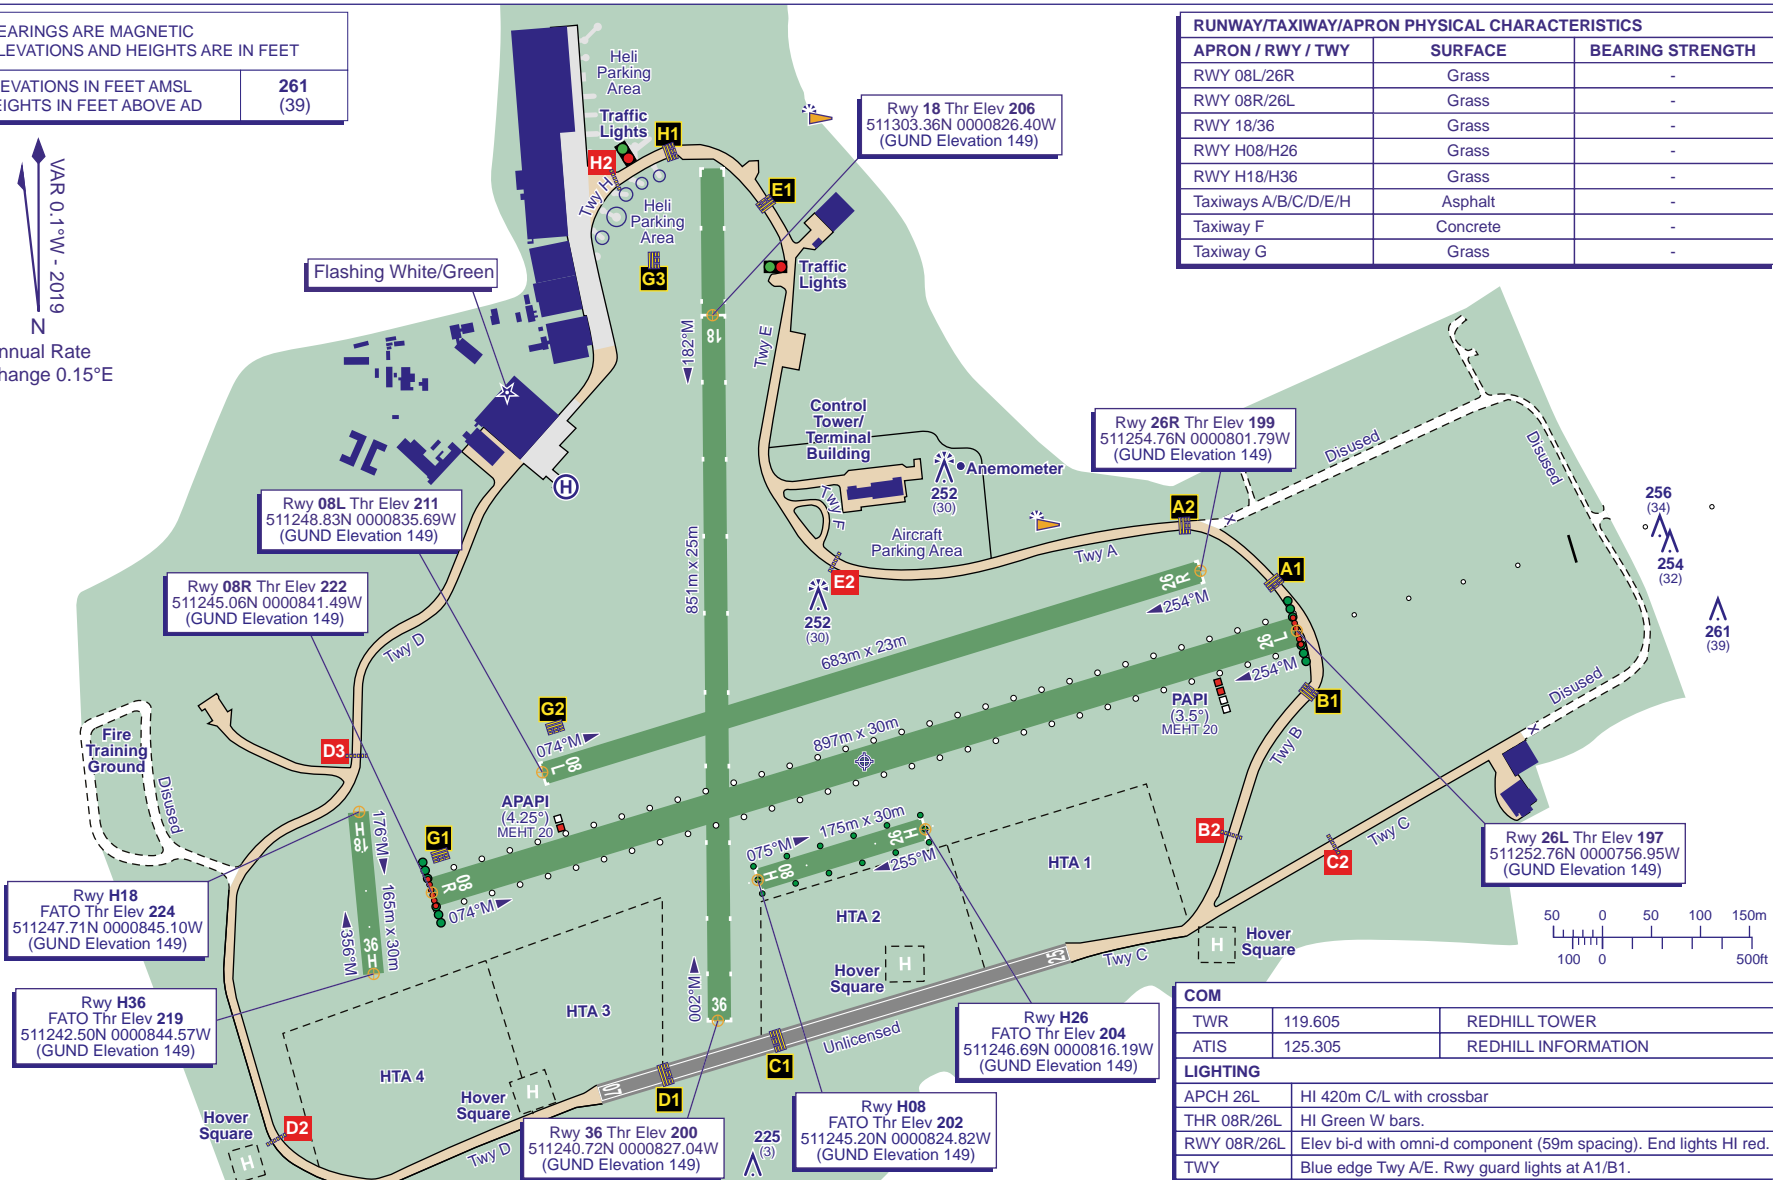 EARINGS ARE MAGNETIC
LEVATIONS AND HEIGHTS ARE IN FEET
EVATIONS IN FEET AMSL 261
EIGHTS IN FEET ABOVE AD (39)
VAR 0.1°W - 2019
N
nnual Rate
hange 0.15°E
RUNWAY/TAXIWAY/APRON PHYSICAL CHARACTERISTICS
APRON / RWY / TWY SURFACE BEARING STRENGTH
RWY 08L/26R Grass -
RWY 08R/26L Grass -
RWY 18/36 Grass -
RWY H08/H26 Grass -
RWY H18/H36 Grass -
Taxiways A/B/C/D/E/H Asphalt -
Taxiway F Concrete -
Taxiway G Grass -
Heli
Parking
Area
Traffic
Lights
H1
H2
Twy H
Heli
Parking
Area
G3
E1
Traffic
Lights
Rwy 18 Thr Elev 206
511303.36N 0000826.40W
(GUND Elevation 149)
Flashing White/Green
18
182°M
Twy E
851m x 25m
Control
Tower/
Terminal
Building
Anemometer
252
(30)
Twy F
Aircraft
Parking Area
E2
252
(30)
Twy A
A2
A1
Rwy 26R Thr Elev 199
511254.76N 0000801.79W
(GUND Elevation 149)
Disused
Disused
X
256
(34)
254
(32)
261
(39)
H
Rwy 08L Thr Elev 211
511248.83N 0000835.69W
(GUND Elevation 149)
Rwy 08R Thr Elev 222
511245.06N 0000841.49W
(GUND Elevation 149)
Twy D
26
R
254°M
683m x 23m
26
L
254°M
PAPI
(3.5°)
MEHT 20
B1
Disused
X
Twy B
Fire
Training
Ground
Disused
D3
G2
074°M
08
L
897m x 30m
APAPI
(4.25°)
MEHT 20
G1
08
R
074°M
H
18
176°M
165m x 30m
356°M
36
H
075°M
175m x 30m
26
H
255°M
08
H
HTA 1
HTA 2
B2
C2
Twy C
Rwy 26L Thr Elev 197
511252.76N 0000756.95W
(GUND Elevation 149)
Rwy H18
FATO Thr Elev 224
511247.71N 0000845.10W
(GUND Elevation 149)
Rwy H36
FATO Thr Elev 219
511242.50N 0000844.57W
(GUND Elevation 149)
H
Hover
Square
H
Hover
Square
25
Twy C
50 0 50 100 150m
100 0 500ft
HTA 3
002°M
36
HTA 4
Unlicensed
C1
D1
07
H
Hover
Square
Hover
Square
D2
H
Twy D
Rwy H26
FATO Thr Elev 204
511246.69N 0000816.19W
(GUND Elevation 149)
Rwy H08
FATO Thr Elev 202
511245.20N 0000824.82W
(GUND Elevation 149)
Rwy 36 Thr Elev 200
511240.72N 0000827.04W
(GUND Elevation 149)
225
(3)
COM
TWR 119.605 REDHILL TOWER
ATIS 125.305 REDHILL INFORMATION
LIGHTING
APCH 26L HI 420m C/L with crossbar
THR 08R/26L HI Green W bars.
RWY 08R/26L Elev bi-d with omni-d component (59m spacing). End lights HI red.
TWY Blue edge Twy A/E. Rwy guard lights at A1/B1.